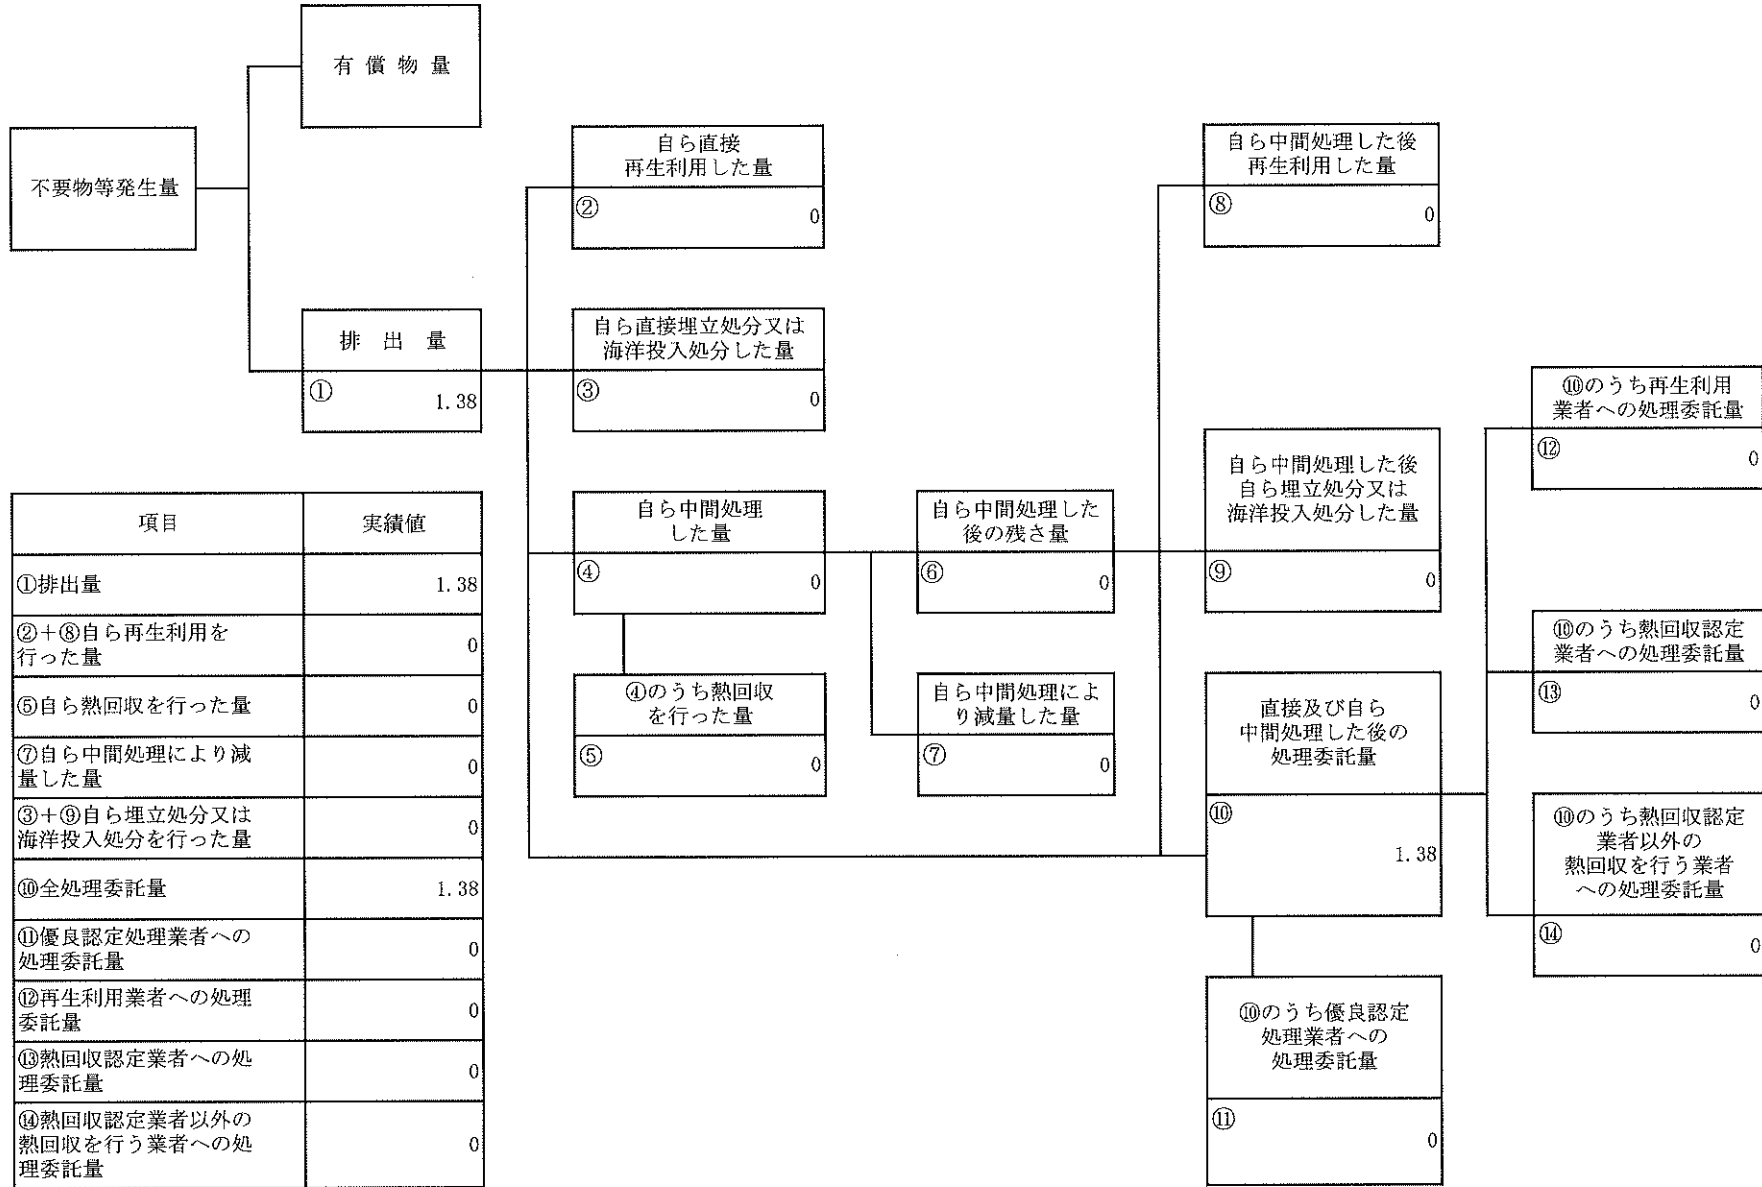 有償物量
不要物等発生量
自ら直接
再生利用した量
②
0
自ら中間処理した後
再生利用した量
⑧
0
排出量
①
1.38
自ら直接埋立処分又は
海洋投入処分した量
③
0
⑩のうち再生利用
業者への処理委託量
⑫
0
自ら中間処理した後
自ら埋立処分又は
海洋投入処分した量
⑨
0
自ら中間処理
した量
④
0
自ら中間処理した
後の残さ量
⑥
0
⑩のうち熱回収認定
業者への処理委託量
⑬
0
④のうち熱回収
を行った量
⑤
0
自ら中間処理によ
り減量した量
⑦
0
直接及び自ら
中間処理した後の
処理委託量
⑩
1.38
⑩のうち熱回収認定
業者以外の
熱回収を行う業者
への処理委託量
⑭
0
⑩のうち優良認定
処理業者への
処理委託量
⑪
0
項目 実績値
①排出量 1.38
②+⑧自ら再生利用を
行った量 0
⑤自ら熱回収を行った量 0
⑦自ら中間処理により減
量した量 0
③+⑨自ら埋立処分又は
海洋投入処分を行った量 0
⑩全処理委託量 1.38
⑪優良認定処理業者への
処理委託量 0
⑫再生利用業者への処理
委託量 0
⑬熱回収認定業者への処
理委託量 0
⑭熱回収認定業者以外の
熱回収を行う業者への処
理委託量 0